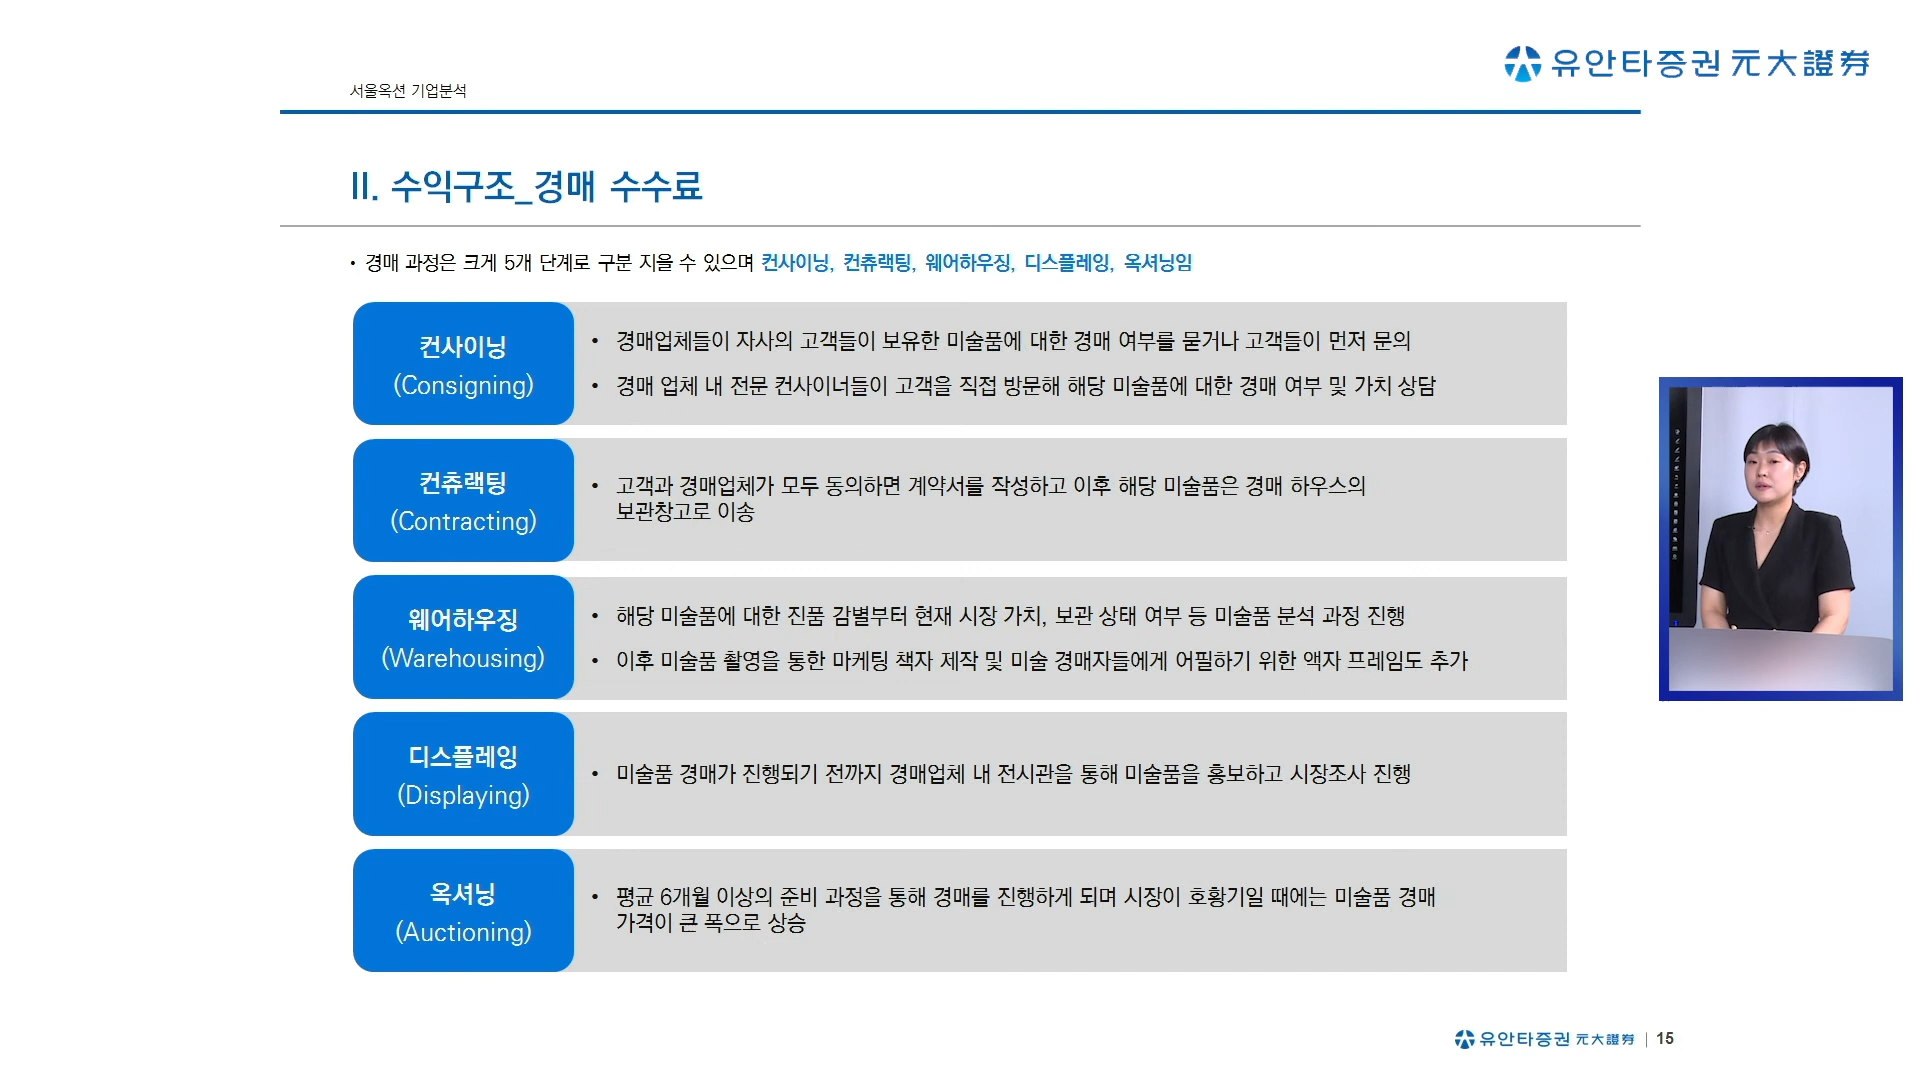 유안타증권 元大證券
서울옥션 기업분석
II. 수익구조_경매 수수료
• 경매 과정은 크게 5개 단계로 구분 지을 수 있으며 컨사이닝, 컨츄랙팅, 웨어하우징, 디스플레잉, 옥셔닝임
컨사이닝
(Consigning)
• 경매업체들이 자사의 고객들이 보유한 미술품에 대한 경매 여부를 묻거나 고객들이 먼저 문의
• 경매 업체 내 전문 컨사이너들이 고객을 직접 방문해 해당 미술품에 대한 경매 여부 및 가치 상담
컨츄랙팅
(Contracting)
• 고객과 경매업체가 모두 동의하면 계약서를 작성하고 이후 해당 미술품은 경매 하우스의
보관창고로 이송
웨어하우징
(Warehousing)
• 해당 미술품에 대한 진품 감별부터 현재 시장 가치, 보관 상태 여부 등 미술품 분석 과정 진행
• 이후 미술품 촬영을 통한 마케팅 책자 제작 및 미술 경매자들에게 어필하기 위한 액자 프레임도 추가
디스플레잉
(Displaying)
• 미술품 경매가 진행되기 전까지 경매업체 내 전시관을 통해 미술품을 홍보하고 시장조사 진행
옥셔닝
(Auctioning)
• 평균 6개월 이상의 준비 과정을 통해 경매를 진행하게 되며 시장이 호황기일 때에는 미술품 경매
가격이 큰 폭으로 상승
유안타증권 元大證券 | 15